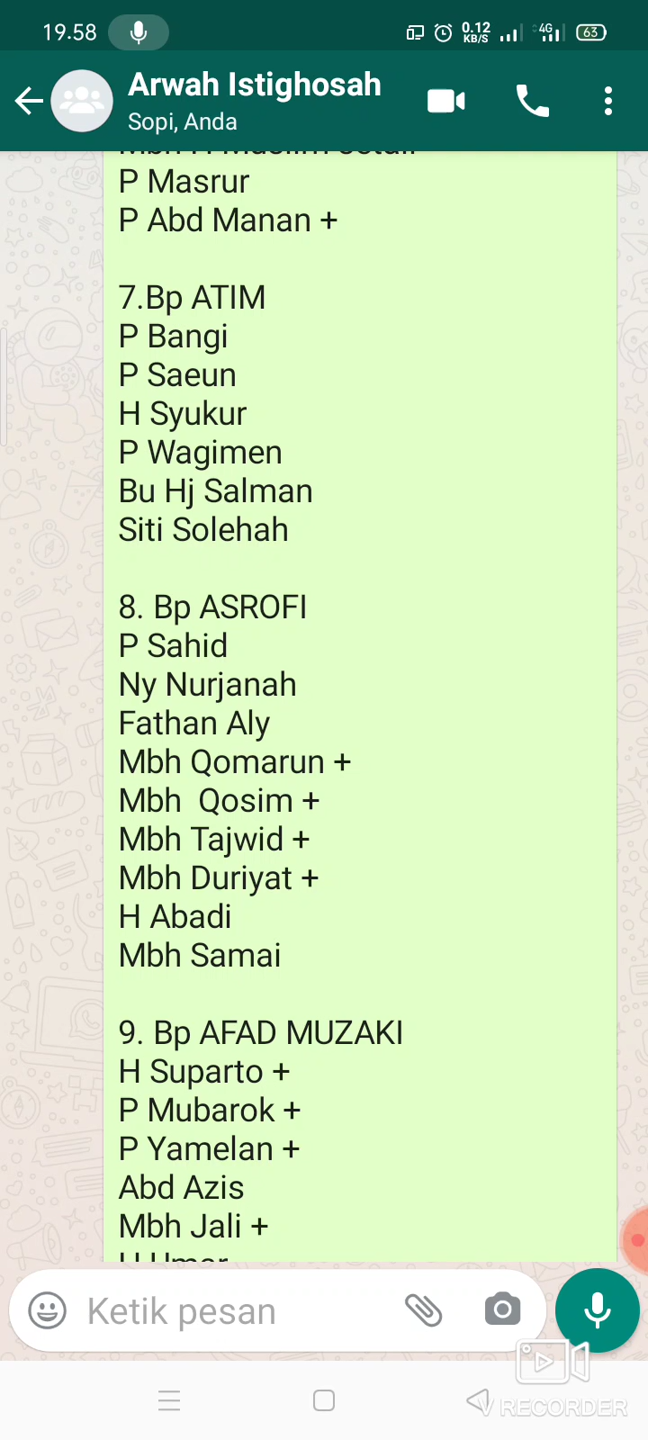 19.58
0.12
KB/S
4G
63
Arwah Istighosah
Sopi, Anda
P Masrur
P Abd Manan +
7.Bp ATIM
P Bangi
P Saeun
H Syukur
P Wagimen
Bu Hj Salman
Siti Solehah
8. Bp ASROFI
P Sahid
Ny Nurjanah
Fathan Aly
Mbh Qomarun +
Mbh  Qosim +
Mbh Tajwid +
Mbh Duriyat +
H Abadi
Mbh Samai
9. Bp AFAD MUZAKI
H Suparto +
P Mubarok +
P Yamelan +
Abd Azis
Mbh Jali +
Ketik pesan
V RECORDER